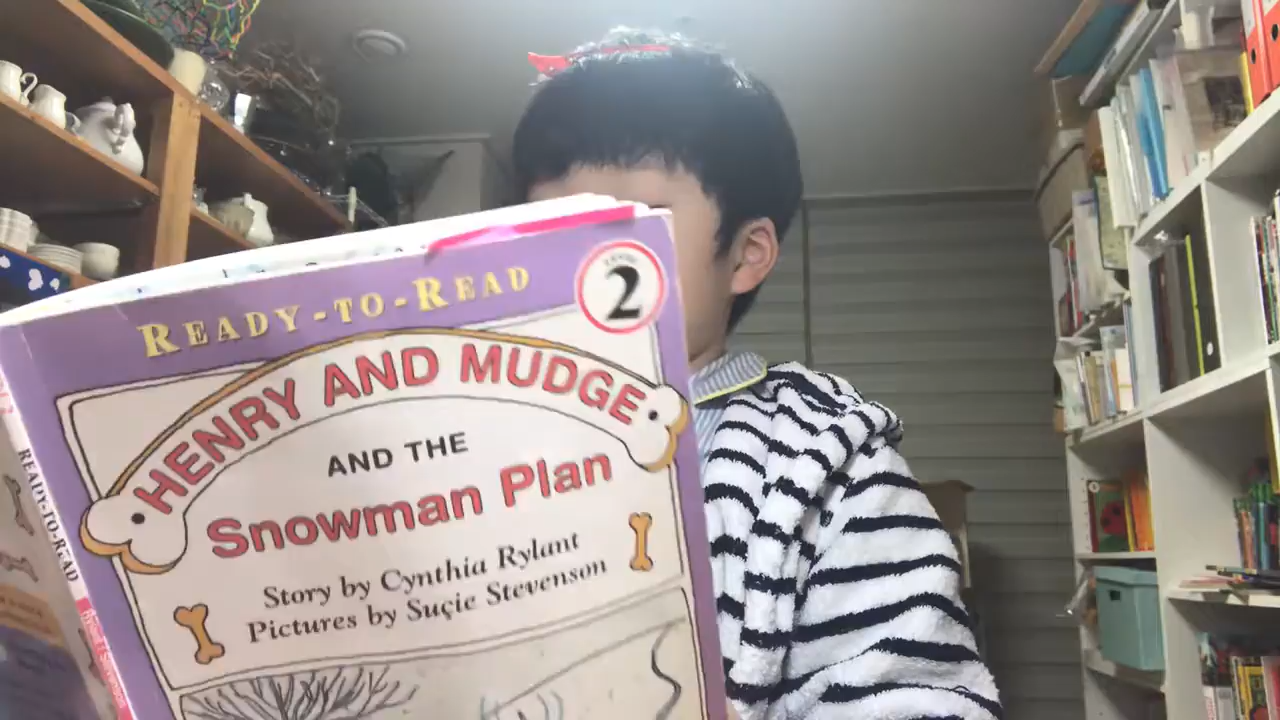 READY-TO-READ
LEVEL
2
HENRY AND MUDGE
AND THE
Snowman Plan
Story by Cynthia Rylant
Pictures by Suçie Stevenson
READY-TO-READ